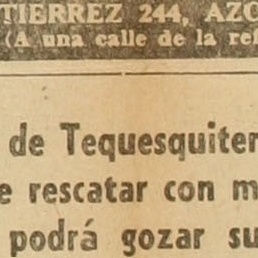 TIERREZ 244, AZC
(A una calle de la ref
de Tequesquiter
e rescatar con m
podrá gozar su